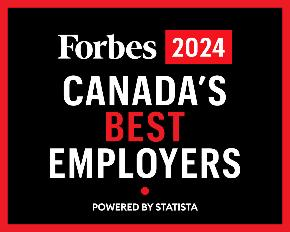 Forbes 2024
CANADA'S
BEST
EMPLOYERS
POWERED BY STATISTA